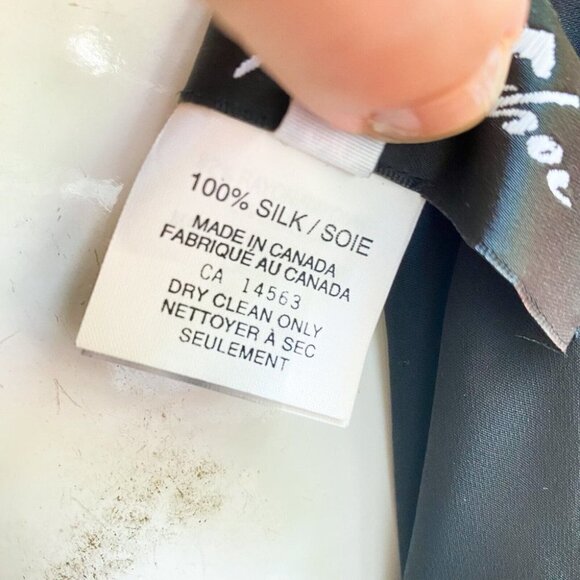 100% SILK / SOIE
MADE IN CANADA
FABRIQUÉ AU CANADA
CA 14563
DRY CLEAN ONLY
NETTOYER À SEC
SEULEMENT